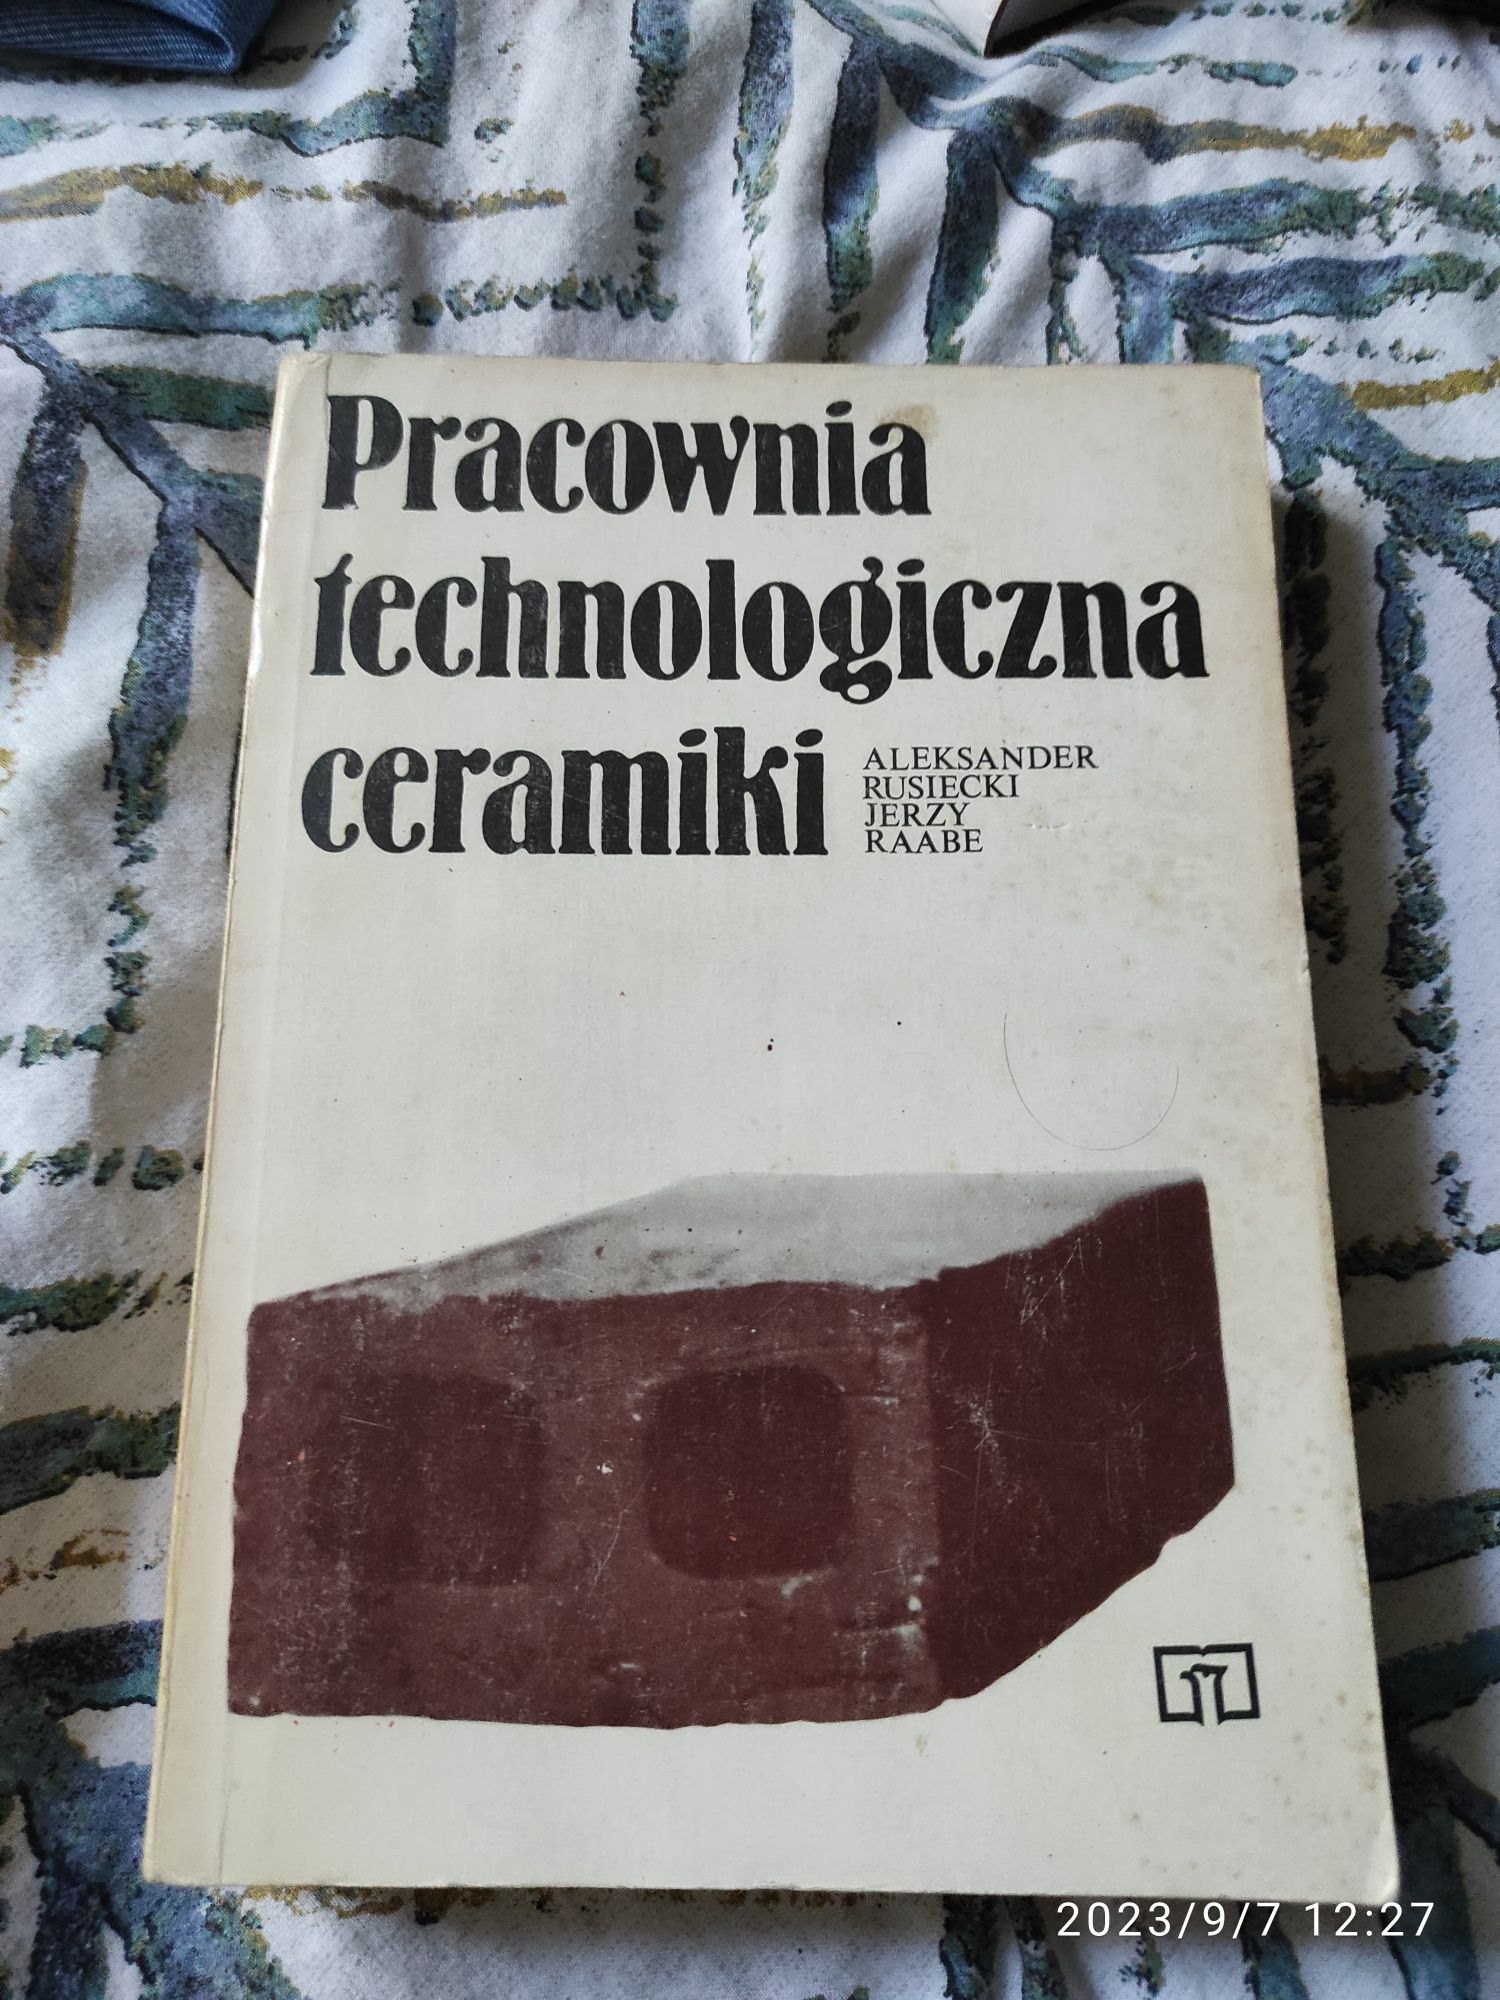 Pracownia
technologiczna
ceramiki
ALEKSANDER
RUSIECKI
JERZY
RAABE
2023/9/7 12:27